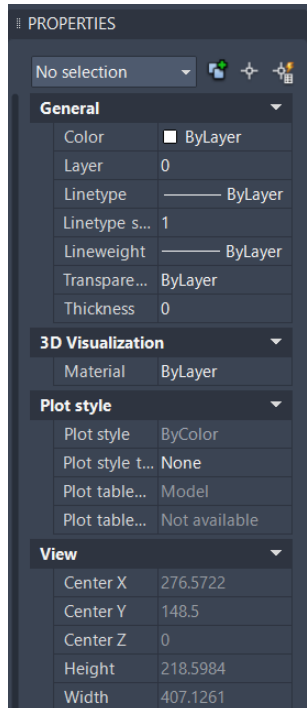 PROPERTIES
No selection
General
Color ByLayer
Layer 0
Linetype ByLayer
Linetype s... 1
Lineweight ByLayer
Transpare... ByLayer
Thickness 0
3D Visualization
Material ByLayer
Plot style
Plot style ByColor
Plot style t... None
Plot table... Model
Plot table... Not available
View
Center X 276.5722
Center Y 148.5
Center Z 0
Height 218.5984
Width 407.1261